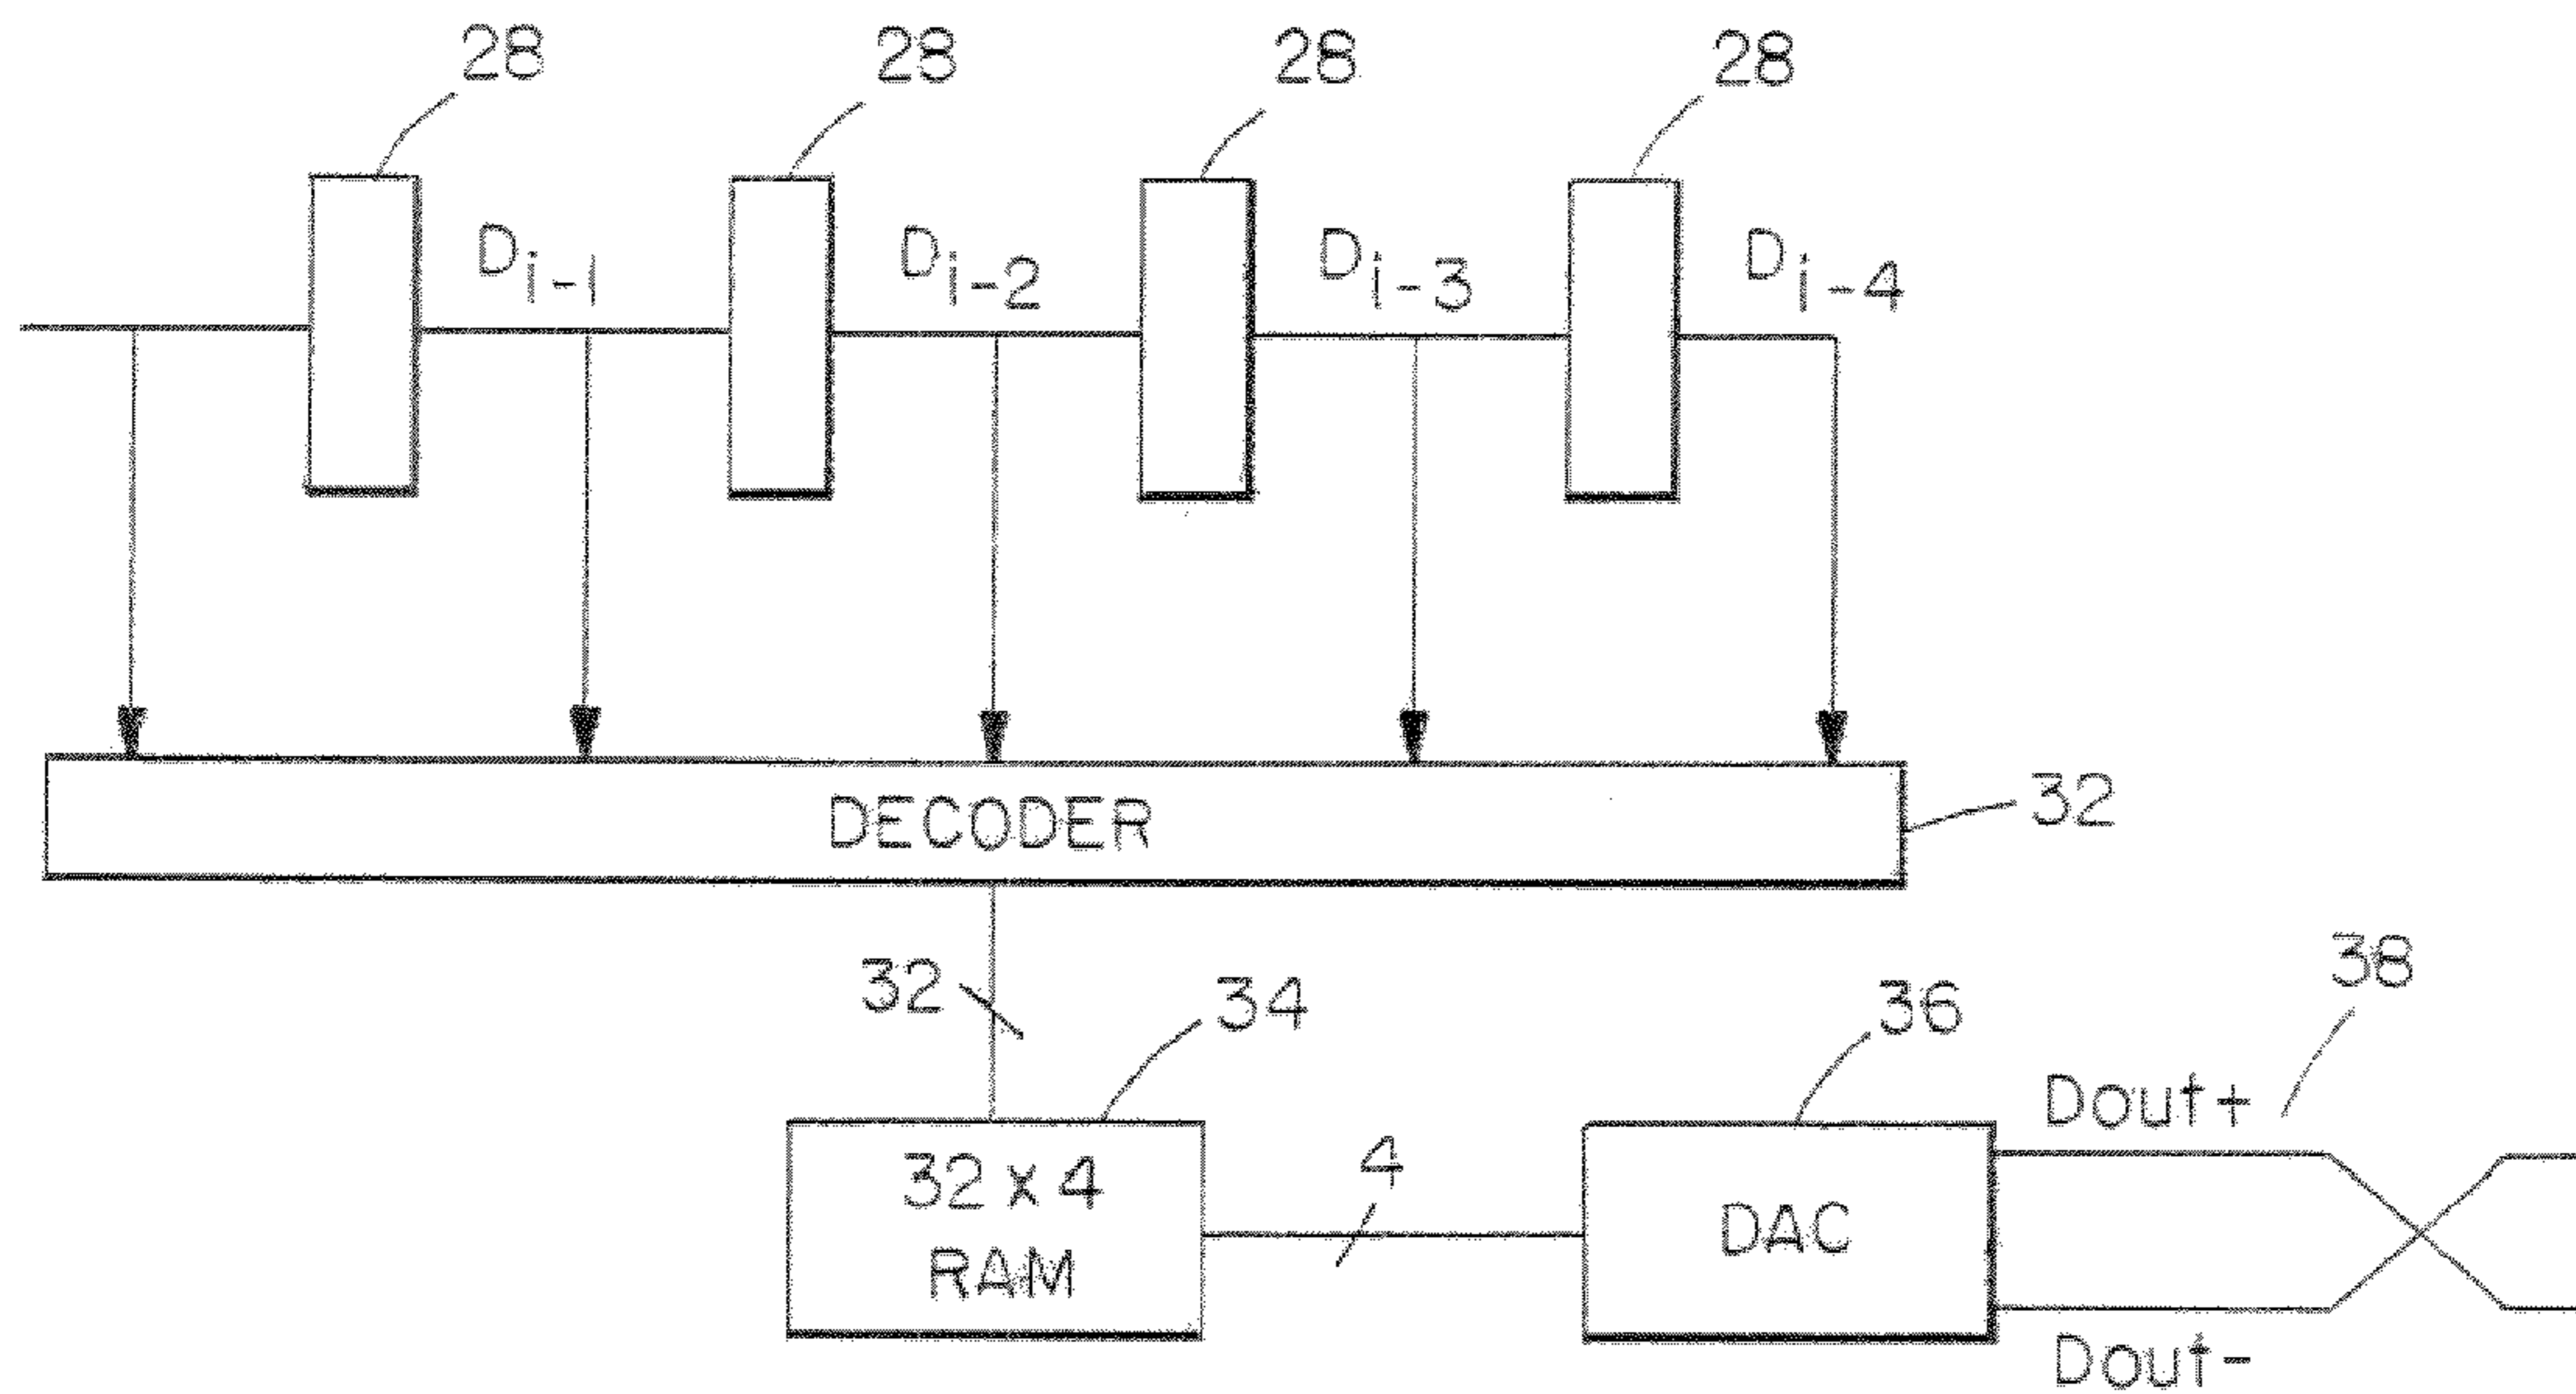 28 28 28 28
Di-1 Di-2 Di-3 Di-4
DECODER
32
32
34
36
38
32 x 4
RAM
4
DAC
Dout+
Dout-